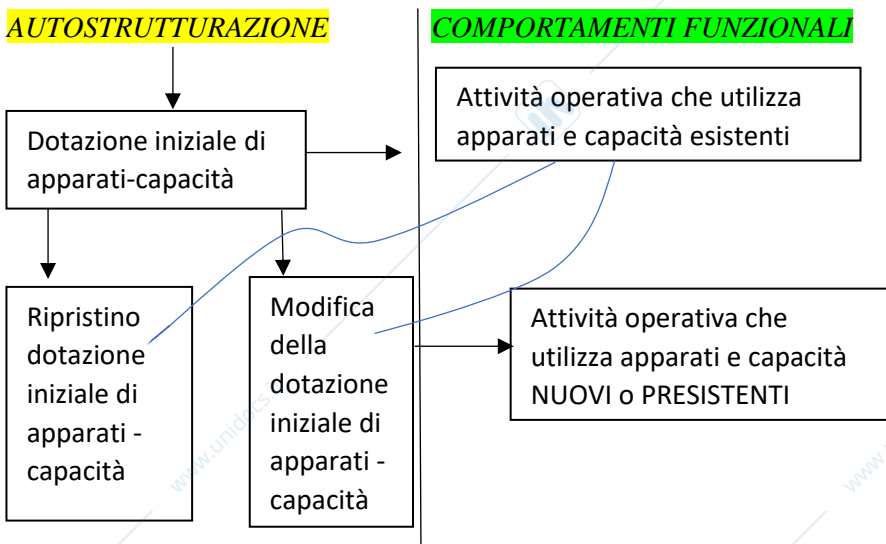 AUTOSTRUTTURAZIONE
COMPORTAMENTI FUNZIONALI
Dotazione iniziale di
apparati-capacità
Attività operativa che utilizza
apparati e capacità esistenti
Ripristino
dotazione
iniziale di
apparati -
capacità
Modifica
della
dotazione
iniziale di
apparati -
capacità
Attività operativa che
utilizza apparati e capacità
NUOVI o PRESISTENTI